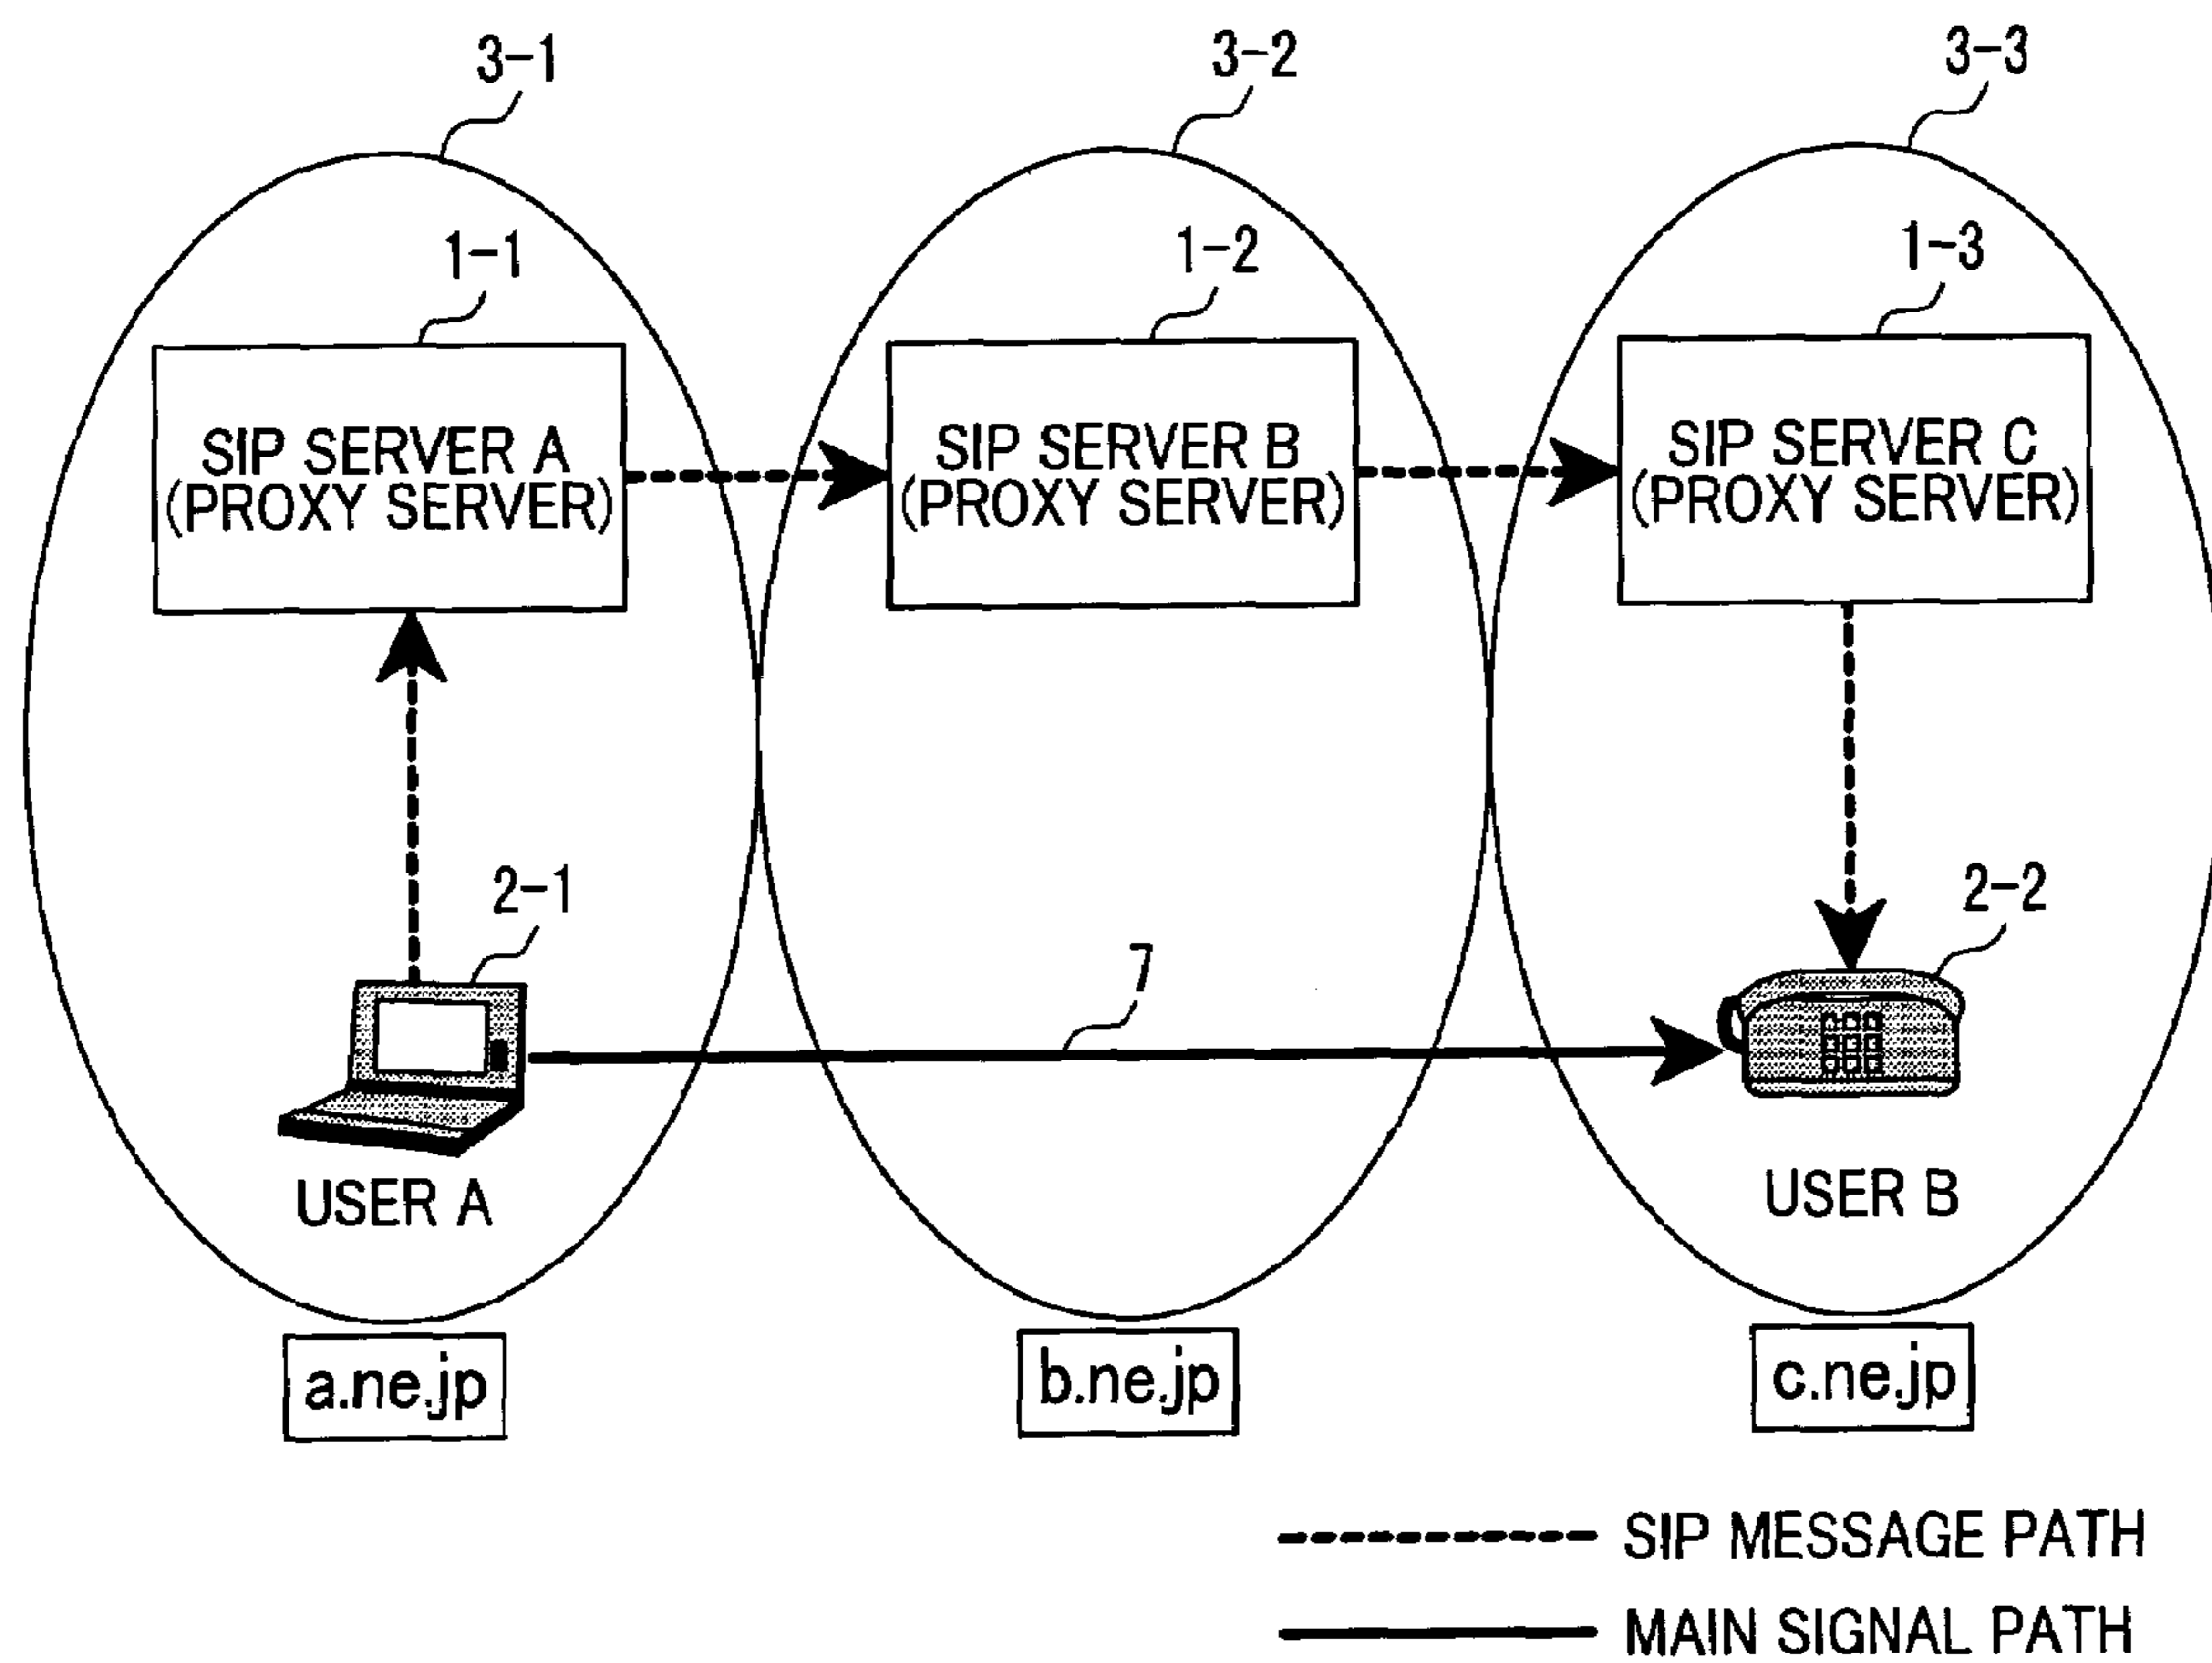 3-1
3-2
3-3
1-1
1-2
1-3
SIP SERVER A
(PROXY SERVER)
SIP SERVER B
(PROXY SERVER)
SIP SERVER C
(PROXY SERVER)
2-1
7
2-2
USER A
USER B
a.ne.jp
b.ne.jp
c.ne.jp
SIP MESSAGE PATH
MAIN SIGNAL PATH